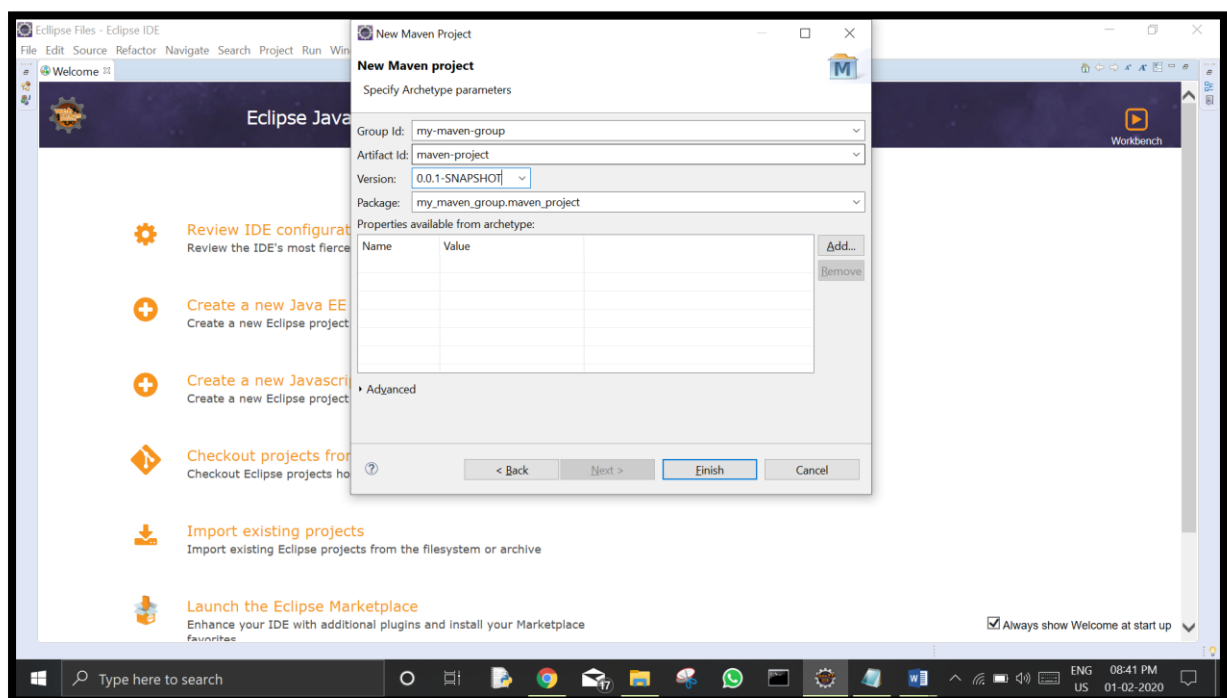 Ecllipse Files - Eclipse IDE
File Edit Source Refactor Navigate Search Project Run Win
Welcome
Eclipse Java
Workbench
New Maven Project
New Maven project
Specify Archetype parameters
M
Group Id: my-maven-group
Artifact Id: maven-project
Version: 0.0.1-SNAPSHOT
Package: my_maven_group.maven_project
Properties available from archetype:
Name Value
Add...
Remove
Advanced
< Back Next > Finish Cancel
Review IDE configurat
Review the IDE's most fierce
Create a new Java EE
Create a new Eclipse project
Create a new Javascri
Create a new Eclipse project
Checkout projects fror
Checkout Eclipse projects ho
Import existing projects
Import existing Eclipse projects from the filesystem or archive
Launch the Eclipse Marketplace
Enhance your IDE with additional plugins and install your Marketplace
favorites
Always show Welcome at start up
Type here to search
17
W
ENG
US
08:41 PM
01-02-2020